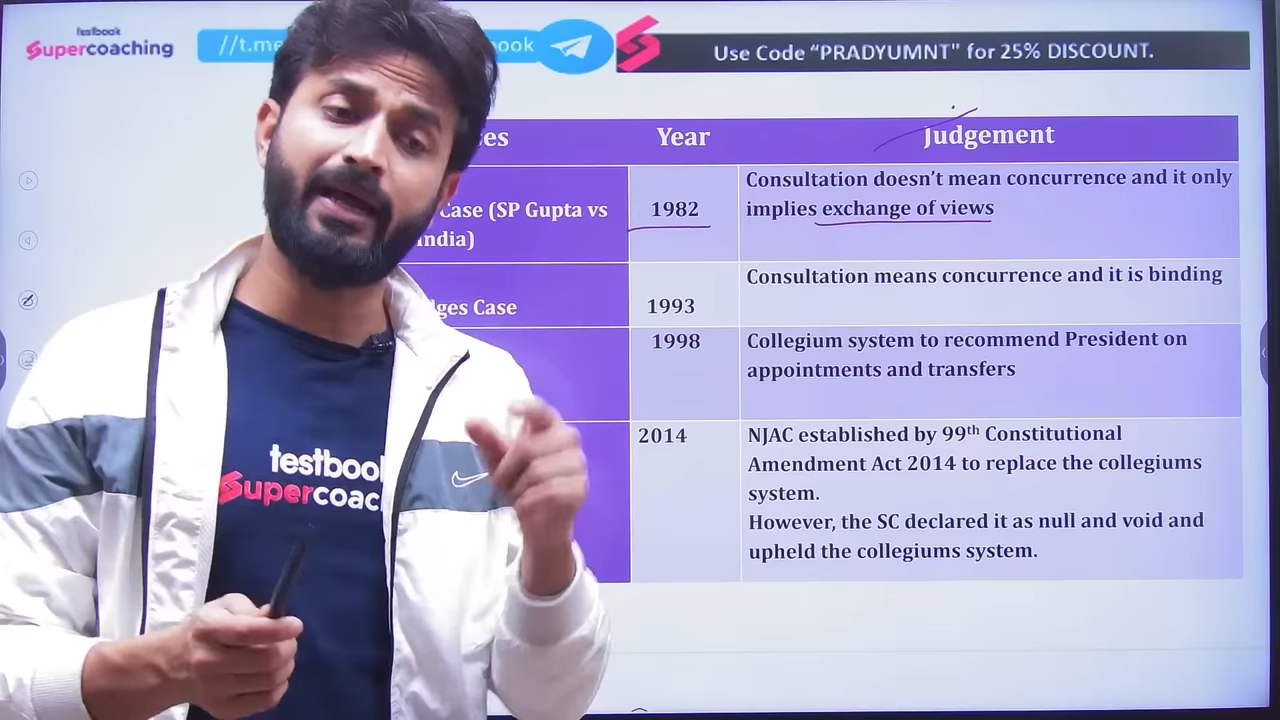 testbook
Supercoaching
//t.me
ook
Use Code “PRADYUMNT" for 25% DISCOUNT.
es
Year
Judgement
Case (SP Gupta vs
India)
1982
Consultation doesn’t mean concurrence and it only
implies exchange of views
ges Case
1993
Consultation means concurrence and it is binding
1998
Collegium system to recommend President on
appointments and transfers
2014
NJAC established by 99th Constitutional
Amendment Act 2014 to replace the collegiums
system.
However, the SC declared it as null and void and
upheld the collegiums system.
testbook
Supercoac